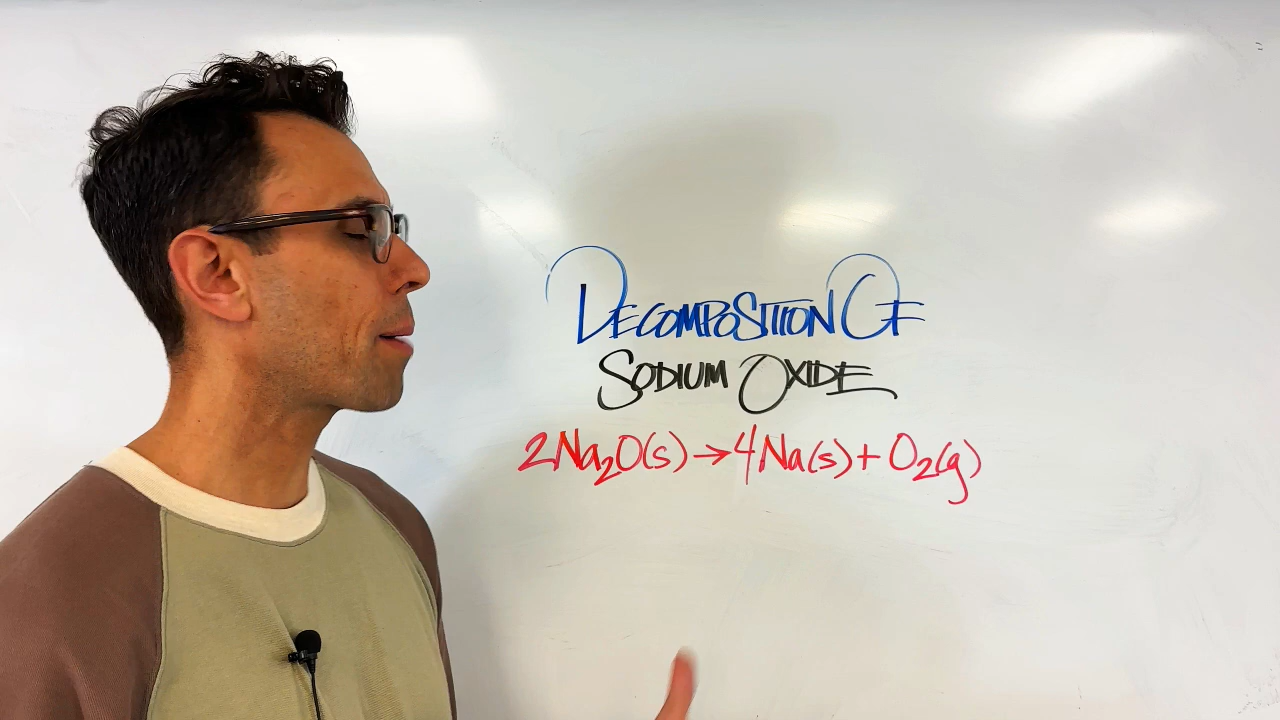 DECOMPOSITION OF
SODIUM OXIDE
2Na₂O(s)→4Na(s)+O₂(g)